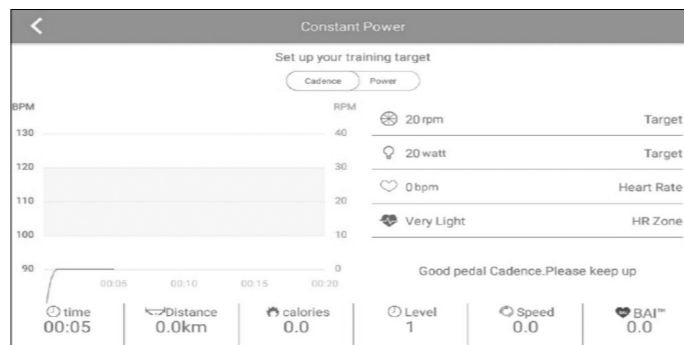 Constant Power
Set up your training target
Cadence Power
BPM RPM
130 40
120 30
110 20
100 10
90 0
00:05 00:10 00:15 00:20
20 rpm Target
20 watt Target
0 bpm Heart Rate
Very Light HR Zone
Good pedal Cadence.Please keep up
time Distance calories Level Speed BAI™
00:05 0.0km 0.0 1 0.0 0.0